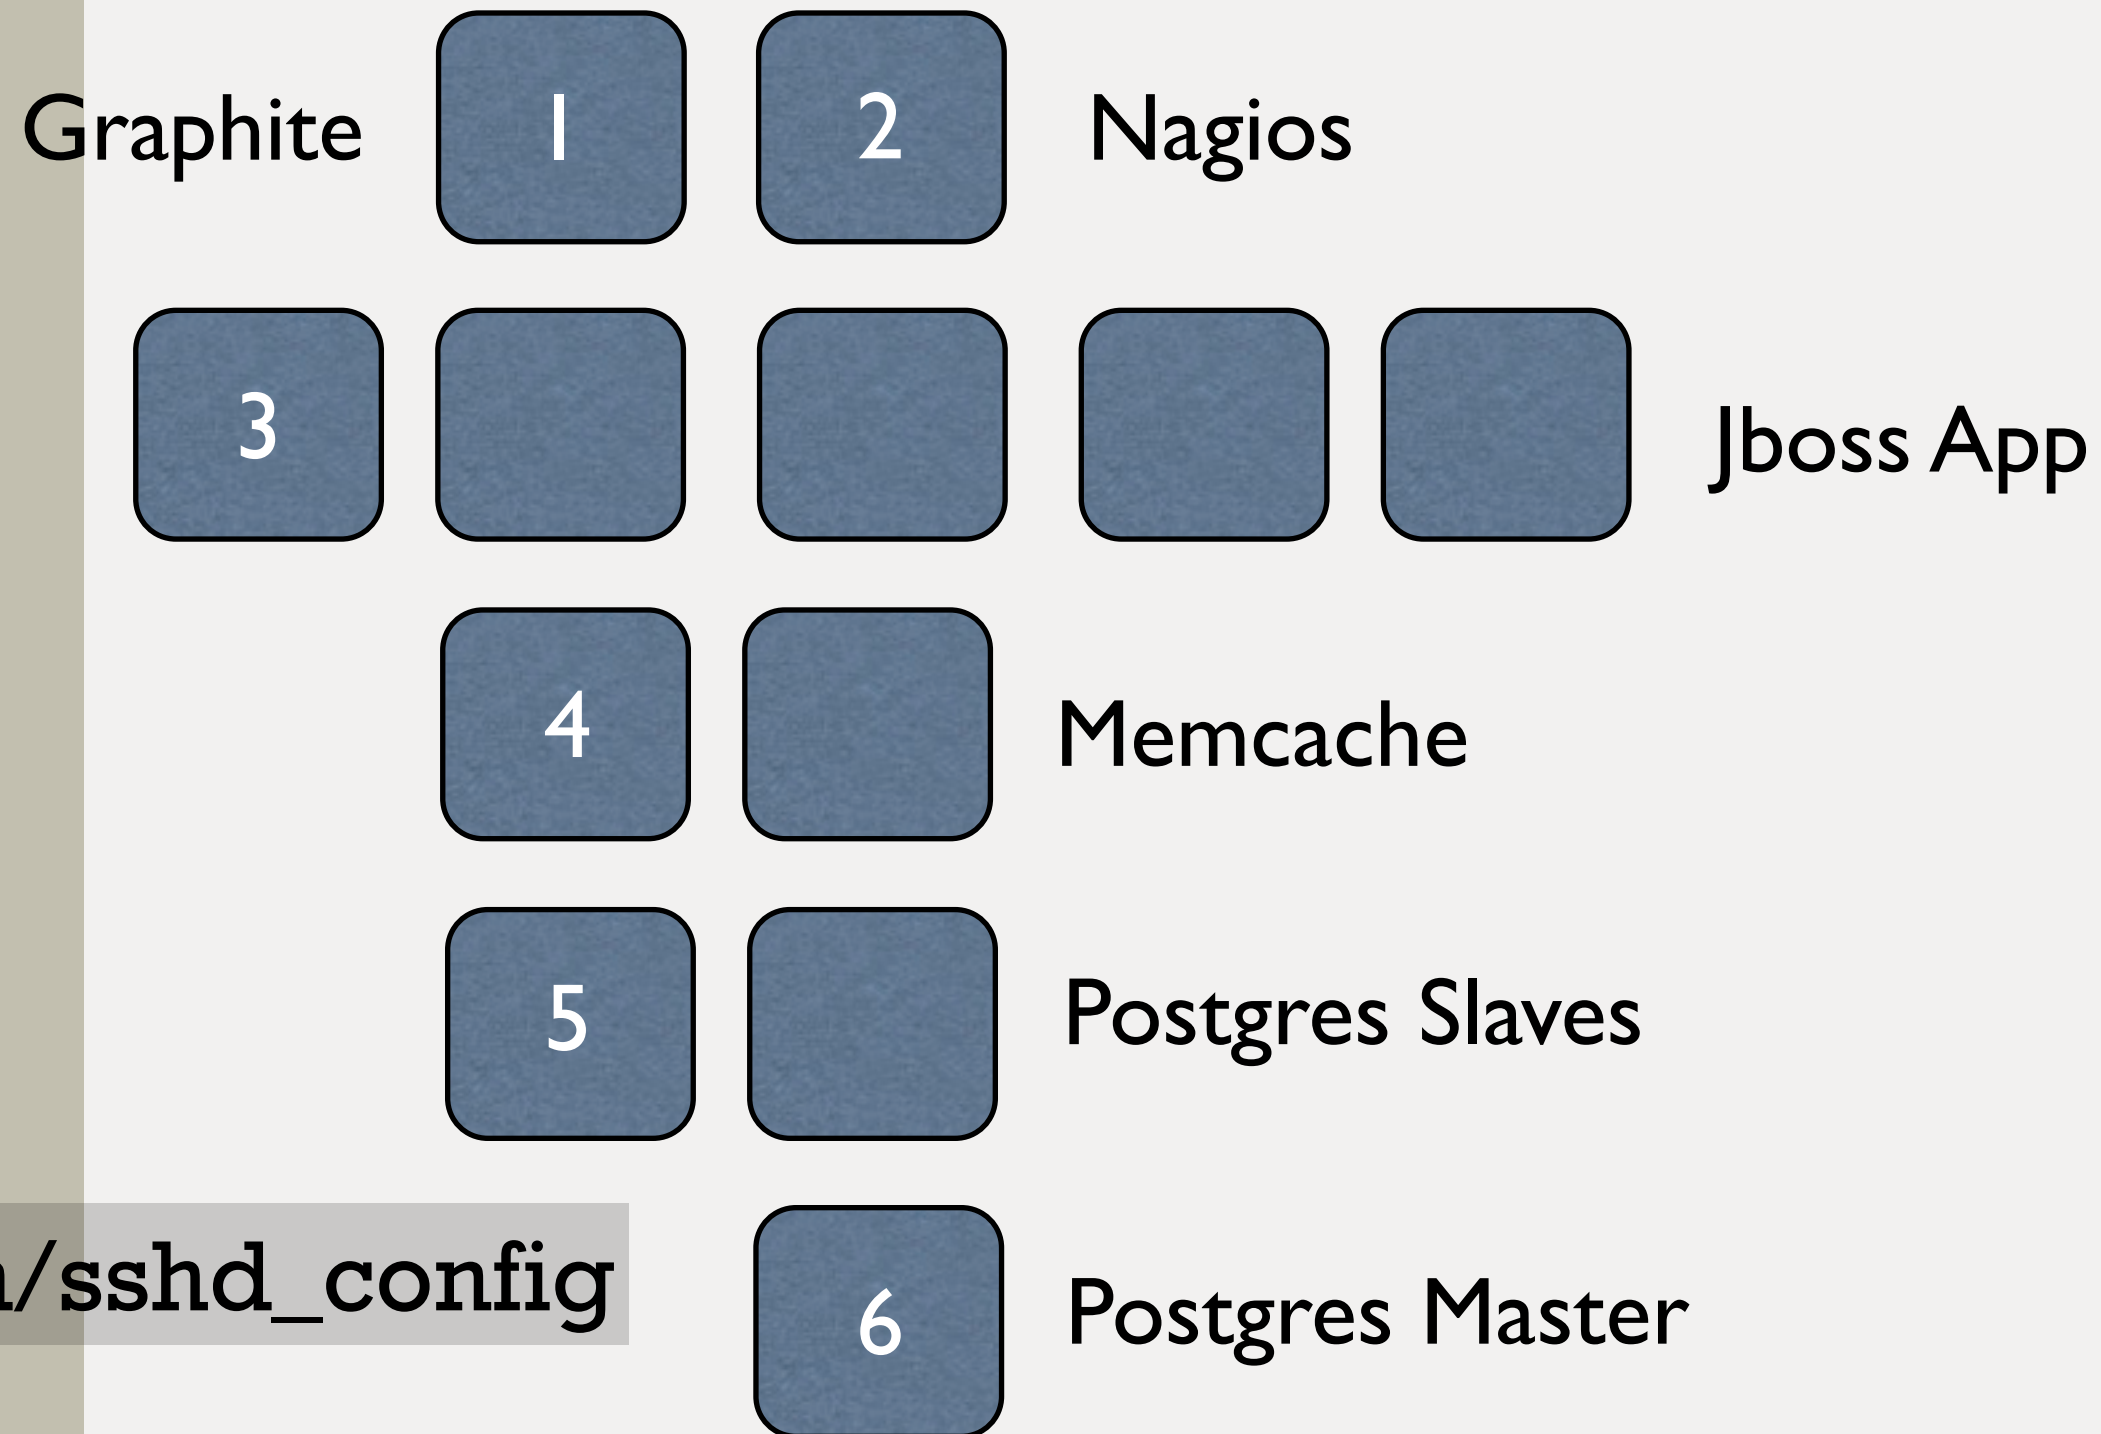 Graphite 1 2 Nagios
3 Jboss App
4 Memcache
5 Postgres Slaves
/sshd_config
6 Postgres Master